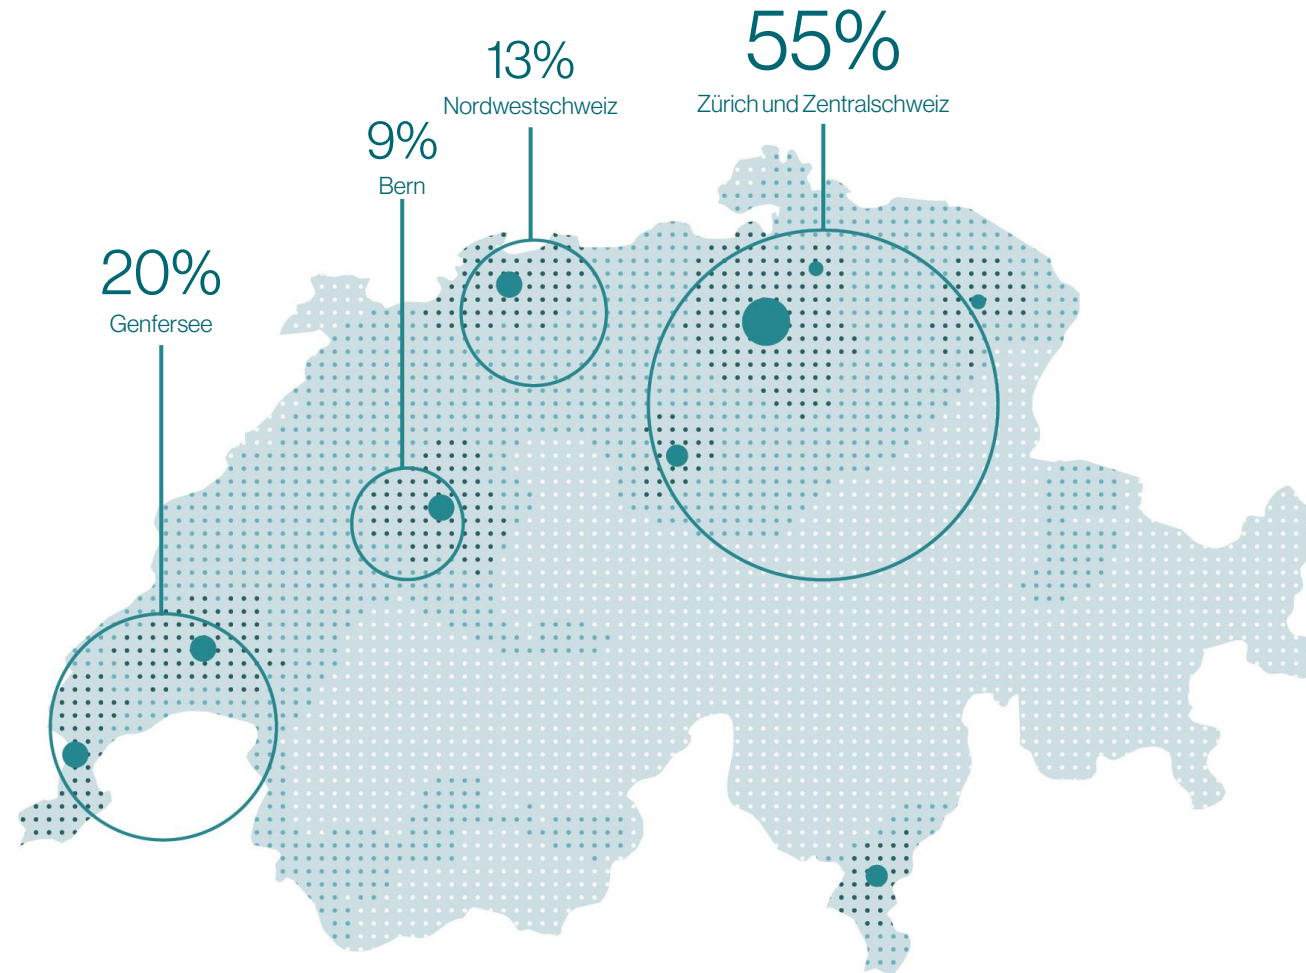 55%
Zürich und Zentralschweiz
13%
Nordwestschweiz
9%
Bern
20%
Genfersee